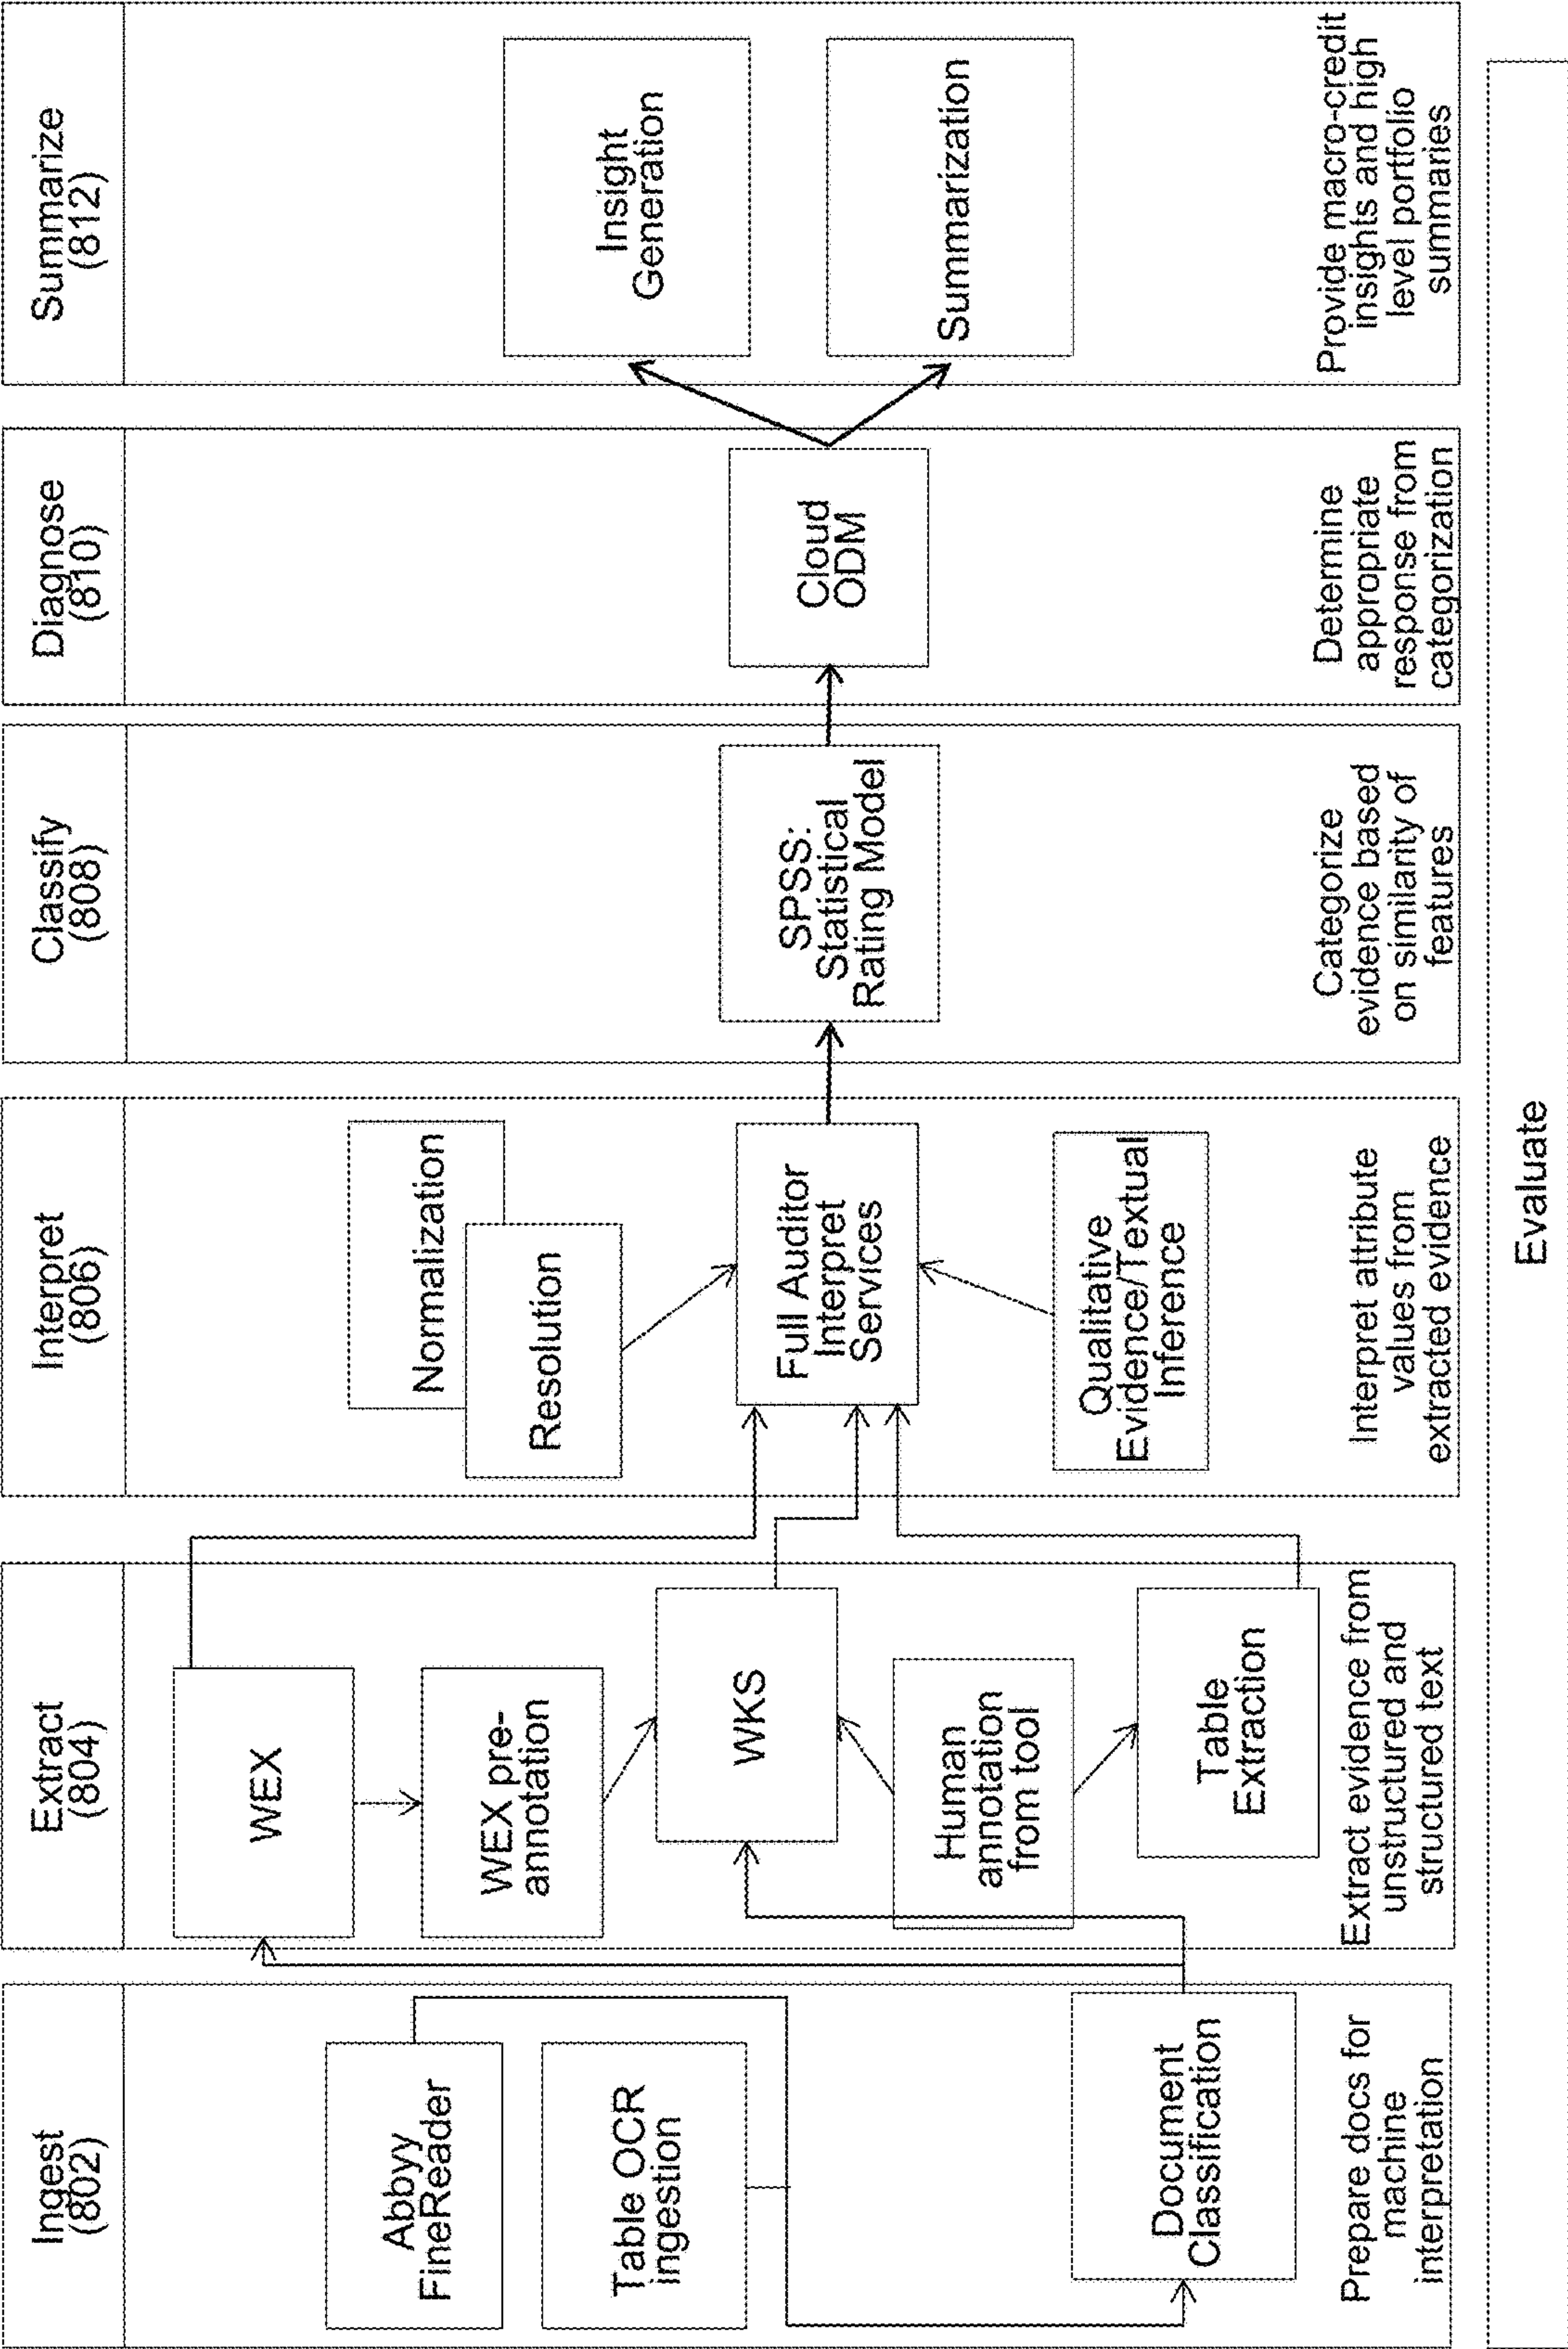 Ingest
(802)
Abbyy
FineReader
Table OCR
ingestion
Document
Classification
Prepare docs for
machine
interpretation
Extract
(804)
WEX
WEX pre-
annotation
WKS
Human
annotation
from tool
Table
Extraction
Extract evidence from
unstructured and
structured text
Interpret
(806)
Normalization
Resolution
Full Auditor
Interpret
Services
Qualitative
Evidence/Textual
Inference
Interpret attribute
values from
extracted evidence
Classify
(808)
SPSS:
Statistical
Rating Model
Categorize
evidence based
on similarity of
features
Diagnose
(810)
Cloud
ODM
Determine
appropriate
response from
categorization
Summarize
(812)
Insight
Generation
Summarization
Provide macro-credit
insights and high
level portfolio
summaries
Evaluate